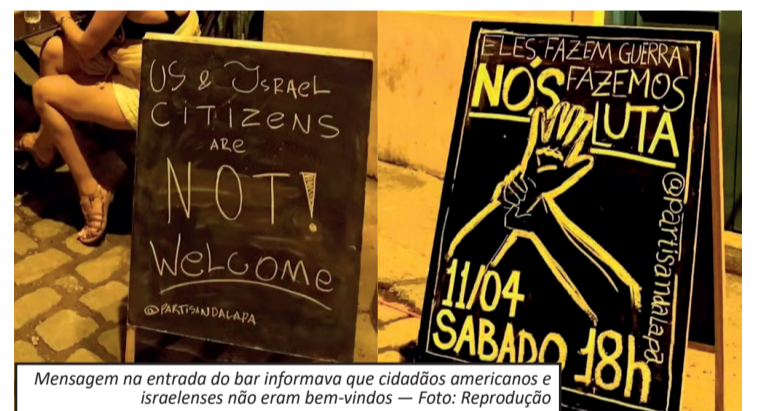 US & ISRAEL
CITIZENS
ARE
NOT!
WELCOME
@PARTISANDALAPA
ELES FAZEM GUERRA
NÓS FAZEMOS
LUTA
@partisandalapa
11/04
SABADO 18h
Mensagem na entrada do bar informava que cidadãos americanos e
israelenses não eram bem-vindos — Foto: Reprodução